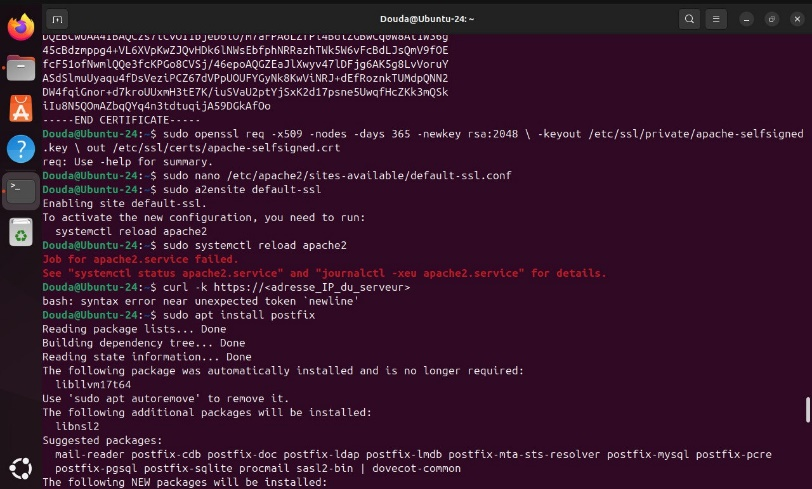 Douda@Ubuntu-24: ~
45cBdzmppg4+VL6XVpKwZJQvHDk6lNWsEbfphNRRazhTWk5W6vFcBdLJsQmV9fOE
fcF51ofNwmlQQe3fcKPGo8CVSj/46epoAQGZEaJlXwyv47lDFjg6AK5g8LvVoruY
ASdSlmuUyaqu4fDsVeziPCZ67dVPpUOUFYGyNk8KwViNRJ+dEfRoznkTUMdpQNN2
DW4fqiGnor+d7kroUUxmH3tE7K/iuSVaU2ptYjSxK2d17psne5UwqfHcZKk3mQSk
iIu8N5QOmAZbqQYq4n3tdtuqijA59DGkAfOo
-----END CERTIFICATE-----
Douda@Ubuntu-24:~$ sudo openssl req -x509 -nodes -days 365 -newkey rsa:2048 \ -keyout /etc/ssl/private/apache-selfsigned
.key \ out /etc/ssl/certs/apache-selfsigned.crt
req: Use -help for summary.
Douda@Ubuntu-24:~$ sudo nano /etc/apache2/sites-available/default-ssl.conf
Douda@Ubuntu-24:~$ sudo a2ensite default-ssl
Enabling site default-ssl.
To activate the new configuration, you need to run:
  systemctl reload apache2
Douda@Ubuntu-24:~$ sudo systemctl reload apache2
Job for apache2.service failed.
See "systemctl status apache2.service" and "journalctl -xeu apache2.service" for details.
Douda@Ubuntu-24:~$ curl -k https://<adresse_IP_du_serveur>
bash: syntax error near unexpected token `newline'
Douda@Ubuntu-24:~$ sudo apt install postfix
Reading package lists... Done
Building dependency tree... Done
Reading state information... Done
The following package was automatically installed and is no longer required:
  libllvm17t64
Use 'sudo apt autoremove' to remove it.
The following additional packages will be installed:
  libnsl2
Suggested packages:
  mail-reader postfix-cdb postfix-doc postfix-ldap postfix-lmdb postfix-mta-sts-resolver postfix-mysql postfix-pcre
  postfix-pgsql postfix-sqlite procmail sasl2-bin | dovecot-common
The following NEW packages will be installed: